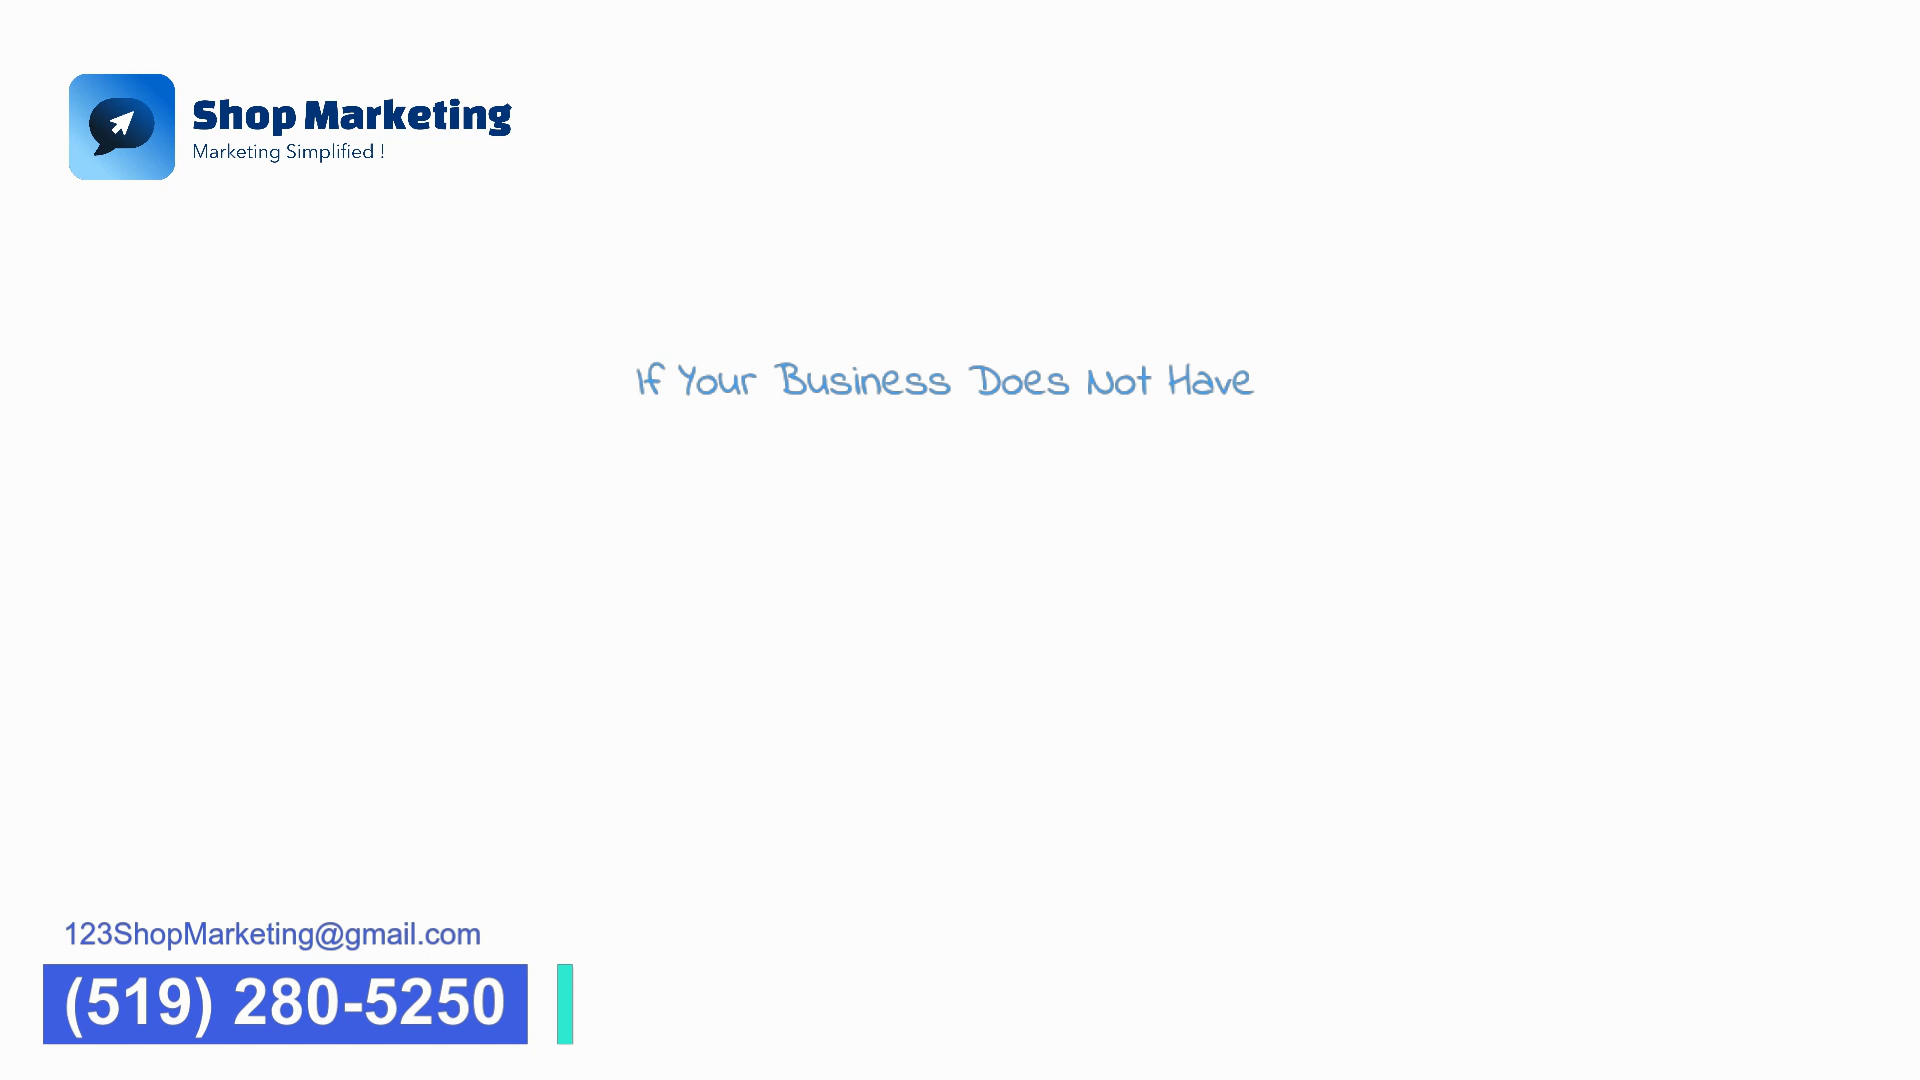 Shop Marketing
Marketing Simplified !
If Your Business Does Not Have
123ShopMarketing@gmail.com
(519) 280-5250